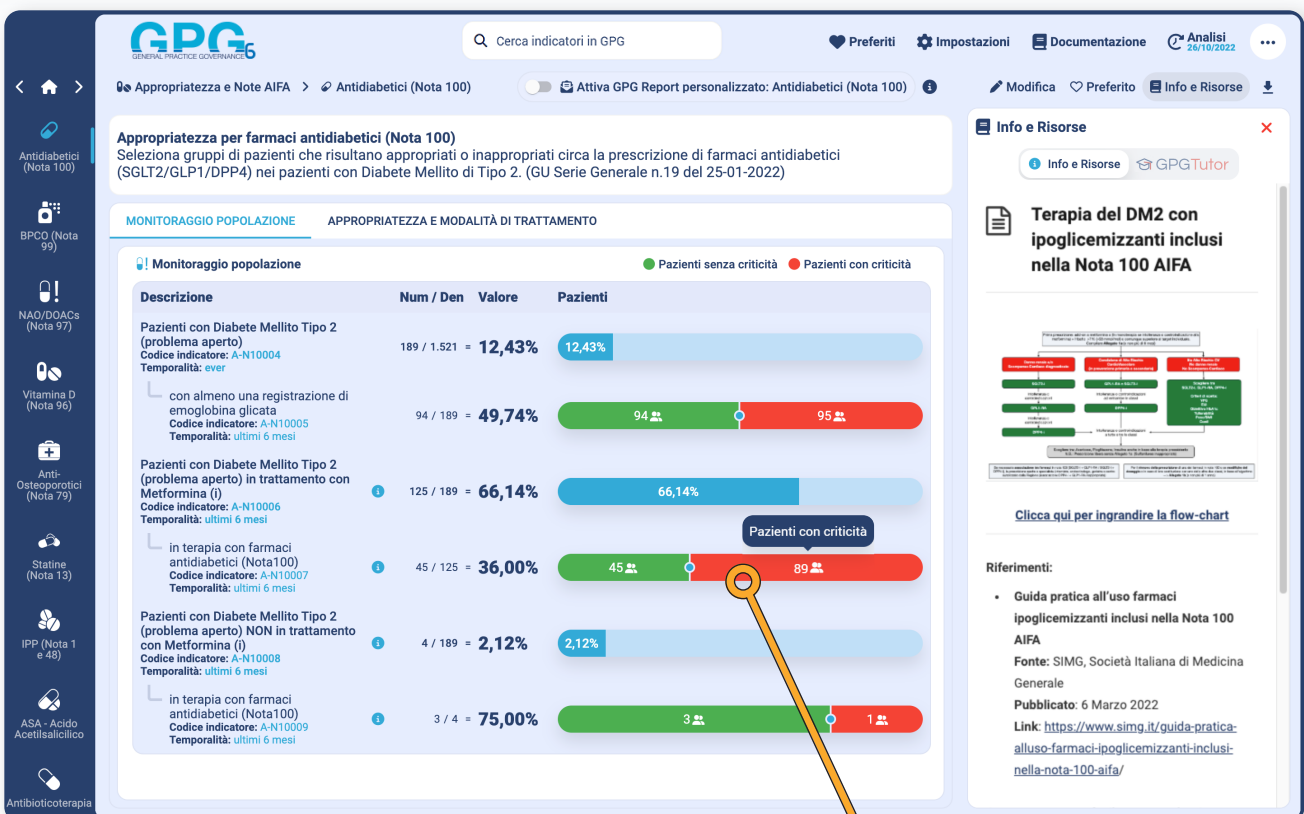 GPG6
GENERAL PRACTICE GOVERNANCE
Cerca indicatori in GPG
Preferiti
Impostazioni
Documentazione
Analisi
26/10/2022
Appropriatezza e Note AIFA
Antidiabetici (Nota 100)
Attiva GPG Report personalizzato: Antidiabetici (Nota 100)
Modifica
Preferito
Info e Risorse
Antidiabetici
(Nota 100)
BPCO (Nota
99)
NAO/DOACs
(Nota 97)
Vitamina D
(Nota 96)
Anti-
Osteoporotici
(Nota 79)
Statine
(Nota 13)
IPP (Nota 1
e 48)
ASA - Acido
Acetilsalicilico
Antibioticoterapia
Appropriatezza per farmaci antidiabetici (Nota 100)
Seleziona gruppi di pazienti che risultano appropriati o inappropriati circa la prescrizione di farmaci antidiabetici
(SGLT2/GLP1/DPP4) nei pazienti con Diabete Mellito di Tipo 2. (GU Serie Generale n.19 del 25-01-2022)
MONITORAGGIO POPOLAZIONE
APPROPRIATEZZA E MODALITÀ DI TRATTAMENTO
Monitoraggio popolazione
Pazienti senza criticità
Pazienti con criticità
Descrizione Num / Den Valore Pazienti
Pazienti con Diabete Mellito Tipo 2
(problema aperto)
Codice indicatore: A-N10004
Temporalità: ever
189 / 1.521 = 12,43%
12,43%
con almeno una registrazione di
emoglobina glicata
Codice indicatore: A-N10005
Temporalità: ultimi 6 mesi
94 / 189 = 49,74%
94 95
Pazienti con Diabete Mellito Tipo 2
(problema aperto) in trattamento con
Metformina (i)
Codice indicatore: A-N10006
Temporalità: ultimi 6 mesi
125 / 189 = 66,14%
66,14%
Pazienti con criticità
in terapia con farmaci
antidiabetici (Nota100)
Codice indicatore: A-N10007
Temporalità: ultimi 6 mesi
45 / 125 = 36,00%
45 89
Pazienti con Diabete Mellito Tipo 2
(problema aperto) NON in trattamento
con Metformina (i)
Codice indicatore: A-N10008
Temporalità: ultimi 6 mesi
4 / 189 = 2,12%
2,12%
in terapia con farmaci
antidiabetici (Nota100)
Codice indicatore: A-N10009
Temporalità: ultimi 6 mesi
3 / 4 = 75,00%
3 1
Info e Risorse
Info e Risorse
GPGTutor
Terapia del DM2 con
ipoglicemizzanti inclusi
nella Nota 100 AIFA
Clicca qui per ingrandire la flow-chart
Riferimenti:
• Guida pratica all'uso farmaci
ipoglicemizzanti inclusi nella Nota 100
AIFA
Fonte: SIMG, Società Italiana di Medicina
Generale
Pubblicato: 6 Marzo 2022
Link: https://www.simg.it/guida-pratica-
alluso-farmaci-ipoglicemizzanti-inclusi-
nella-nota-100-aifa/